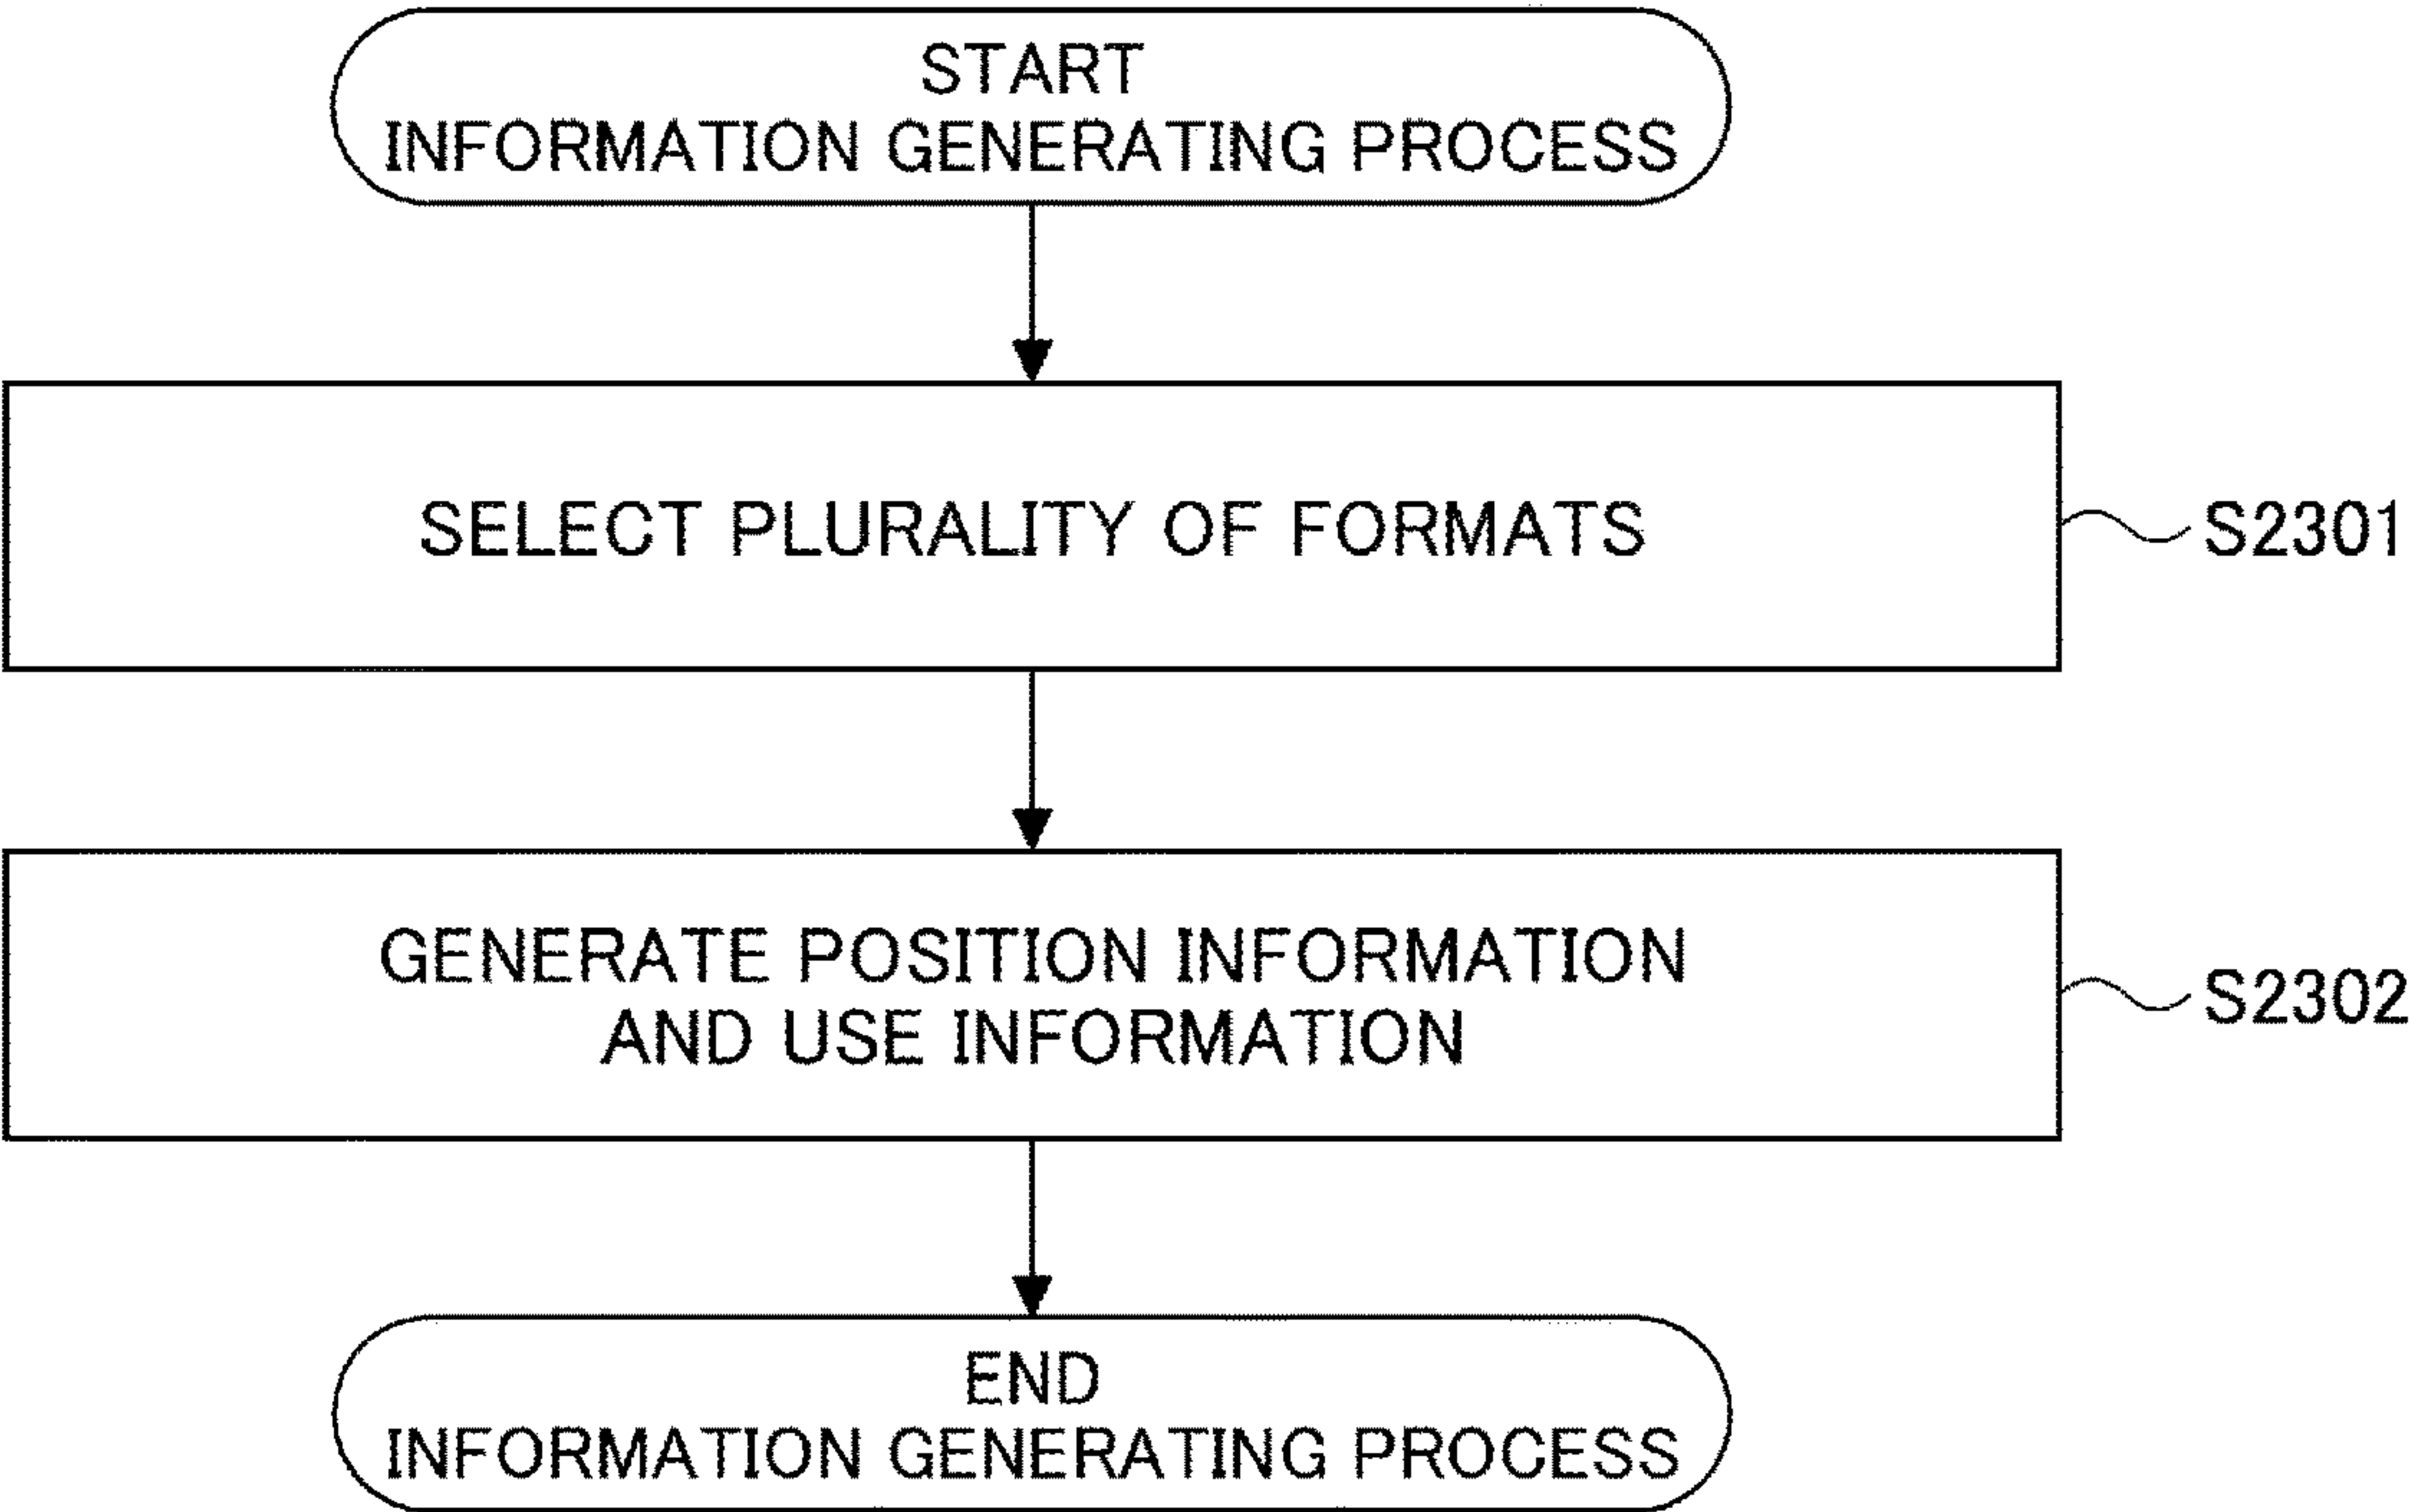 START
INFORMATION GENERATING PROCESS
SELECT PLURALITY OF FORMATS
S2301
GENERATE POSITION INFORMATION
AND USE INFORMATION
S2302
END
INFORMATION GENERATING PROCESS